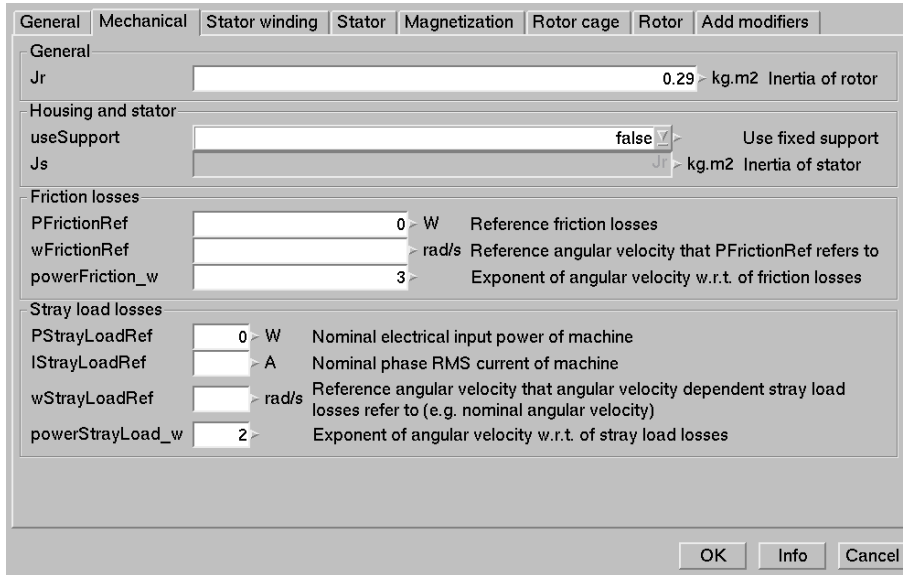 General Mechanical Stator winding Stator Magnetization Rotor cage Rotor Add modifiers
General
Jr 0.29 kg.m2 Inertia of rotor
Housing and stator
useSupport false Use fixed support
Js Jr kg.m2 Inertia of stator
Friction losses
PFrictionRef 0 W Reference friction losses
wFrictionRef rad/s Reference angular velocity that PFrictionRef refers to
powerFriction_w 3 Exponent of angular velocity w.r.t. of friction losses
Stray load losses
PStrayLoadRef 0 W Nominal electrical input power of machine
IStrayLoadRef A Nominal phase RMS current of machine
wStrayLoadRef rad/s Reference angular velocity that angular velocity dependent stray load
losses refer to (e.g. nominal angular velocity)
powerStrayLoad_w 2 Exponent of angular velocity w.r.t. of stray load losses
OK Info Cancel